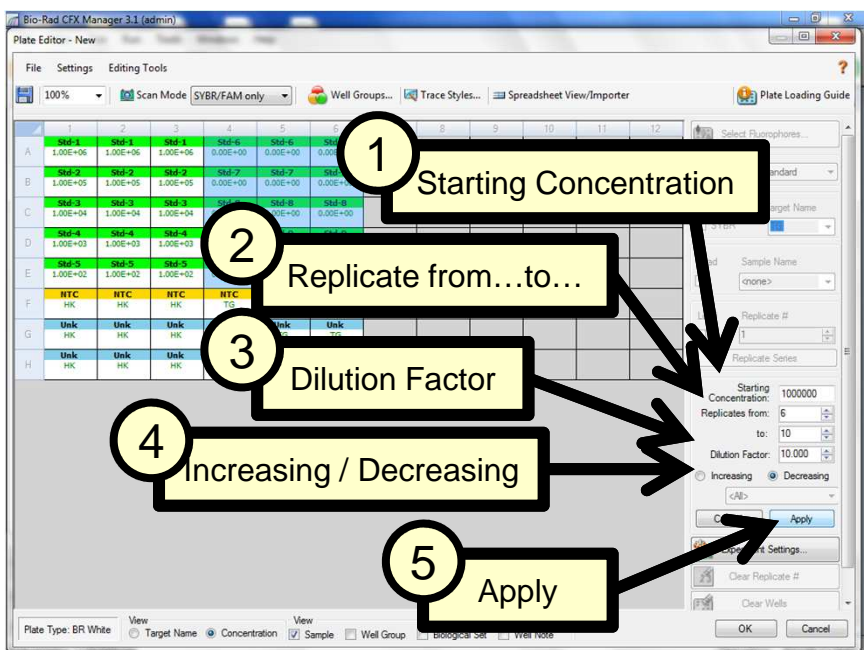 Bio-Rad CFX Manager 3.1 (admin)
Plate Editor - New
File Settings Editing Tools ?
100% Scan Mode SYBR/FAM only Well Groups... Trace Styles... Spreadsheet View/Importer Plate Loading Guide
1 2 3 4 5 6 8 9 10 11 12
Select Fluorophores...
A Std-1 Std-1 Std-1 Std-6 Std-6
1.00E+06 1.00E+06 1.00E+06 0.00E+00 0.00E+00
B Std-2 Std-2 Std-2 Std-7 Std-7
1.00E+05 1.00E+05 1.00E+05 0.00E+00 0.00E+00
C Std-3 Std-3 Std-3 Std-8 Std-8
1.00E+04 1.00E+04 1.00E+04 0.00E+00
D Std-4 Std-4 Std-4
1.00E+03 1.00E+03 1.00E+03
E Std-5 Std-5 Std-5
1.00E+02 1.00E+02 1.00E+02
F NTC NTC NTC NTC
HK HK HK TG
G Unk Unk Unk Unk Unk
HK HK HK TG
H Unk Unk Unk
HK HK HK
1
Starting Concentration
2
Replicate from...to...
3
Dilution Factor
4
Increasing / Decreasing
5
Apply
Target Name
SYBR
Sample Name
<none>
Replicate #
1
Replicate Series
Starting
Concentration: 1000000
Replicates from: 6
to: 10
Dilution Factor: 10.000
Increasing Decreasing
<All>
Apply
Experiment Settings...
Clear Replicate #
Clear Wells
Plate Type: BR White
View
Target Name Concentration
View
Sample Well Group Biological Set Well Note
OK Cancel